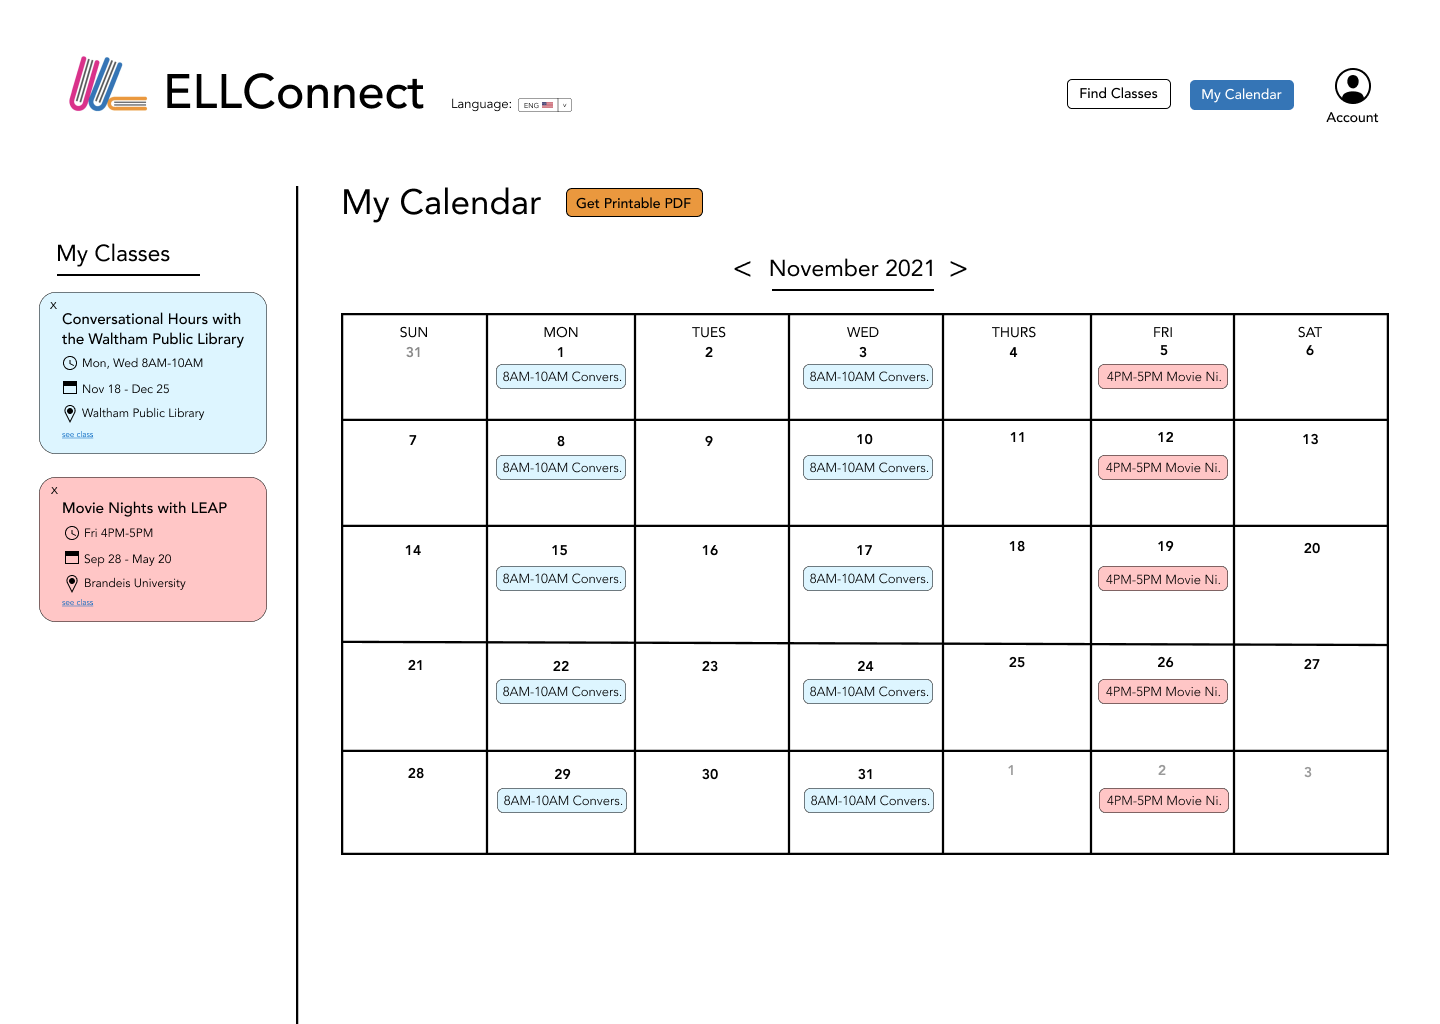 ELLConnect
Language: ENG v
Find Classes
My Calendar
Account
My Classes
x
Conversational Hours with
the Waltham Public Library
Mon, Wed 8AM-10AM
Nov 18 - Dec 25
Waltham Public Library
see class
x
Movie Nights with LEAP
Fri 4PM-5PM
Sep 28 - May 20
Brandeis University
see class
My Calendar
Get Printable PDF
< November 2021 >
SUN MON TUES WED THURS FRI SAT
31 1 2 3 4 5 6
8AM-10AM Convers. 8AM-10AM Convers. 4PM-5PM Movie Ni.
7 8 9 10 11 12 13
8AM-10AM Convers. 8AM-10AM Convers. 4PM-5PM Movie Ni.
14 15 16 17 18 19 20
8AM-10AM Convers. 8AM-10AM Convers. 4PM-5PM Movie Ni.
21 22 23 24 25 26 27
8AM-10AM Convers. 8AM-10AM Convers. 4PM-5PM Movie Ni.
28 29 30 31 1 2 3
8AM-10AM Convers. 8AM-10AM Convers. 4PM-5PM Movie Ni.